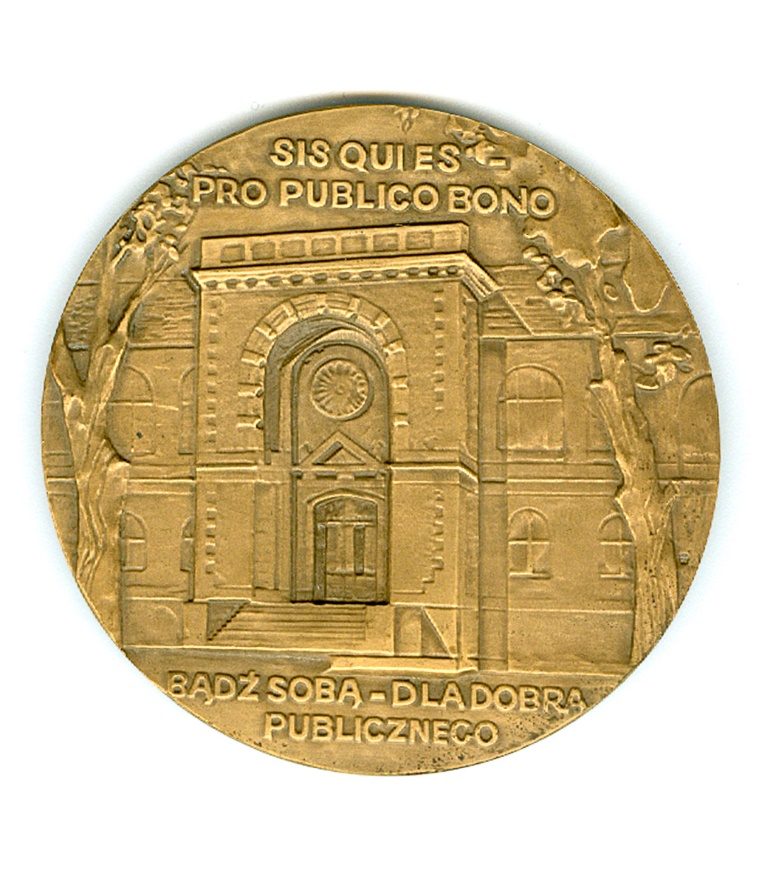 SIS QUI ES –
PRO PUBLICO BONO
BĄDŹ SOBĄ – DLA DOBRA
PUBLICZNEGO